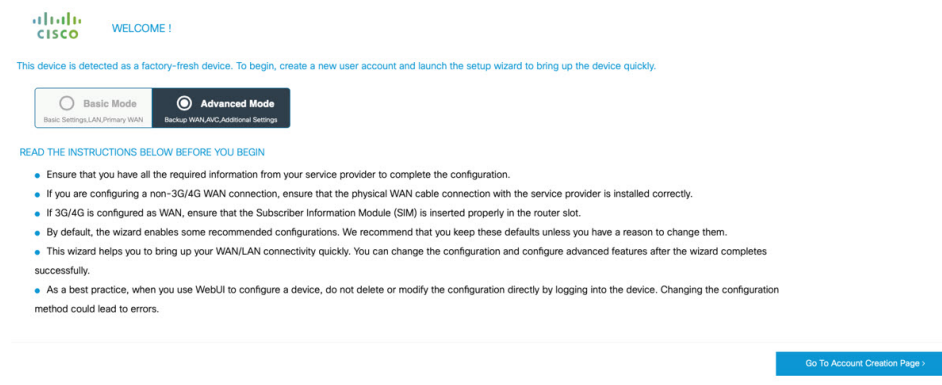 CISCO
WELCOME !
This device is detected as a factory-fresh device. To begin, create a new user account and launch the setup wizard to bring up the device quickly.
Basic Mode
Basic Settings,LAN,Primary WAN
Advanced Mode
Backup WAN,AVC,Additional Settings
READ THE INSTRUCTIONS BELOW BEFORE YOU BEGIN
Ensure that you have all the required information from your service provider to complete the configuration.
If you are configuring a non-3G/4G WAN connection, ensure that the physical WAN cable connection with the service provider is installed correctly.
If 3G/4G is configured as WAN, ensure that the Subscriber Information Module (SIM) is inserted properly in the router slot.
By default, the wizard enables some recommended configurations. We recommend that you keep these defaults unless you have a reason to change them.
This wizard helps you to bring up your WAN/LAN connectivity quickly. You can change the configuration and configure advanced features after the wizard completes
successfully.
As a best practice, when you use WebUI to configure a device, do not delete or modify the configuration directly by logging into the device. Changing the configuration
method could lead to errors.
Go To Account Creation Page >